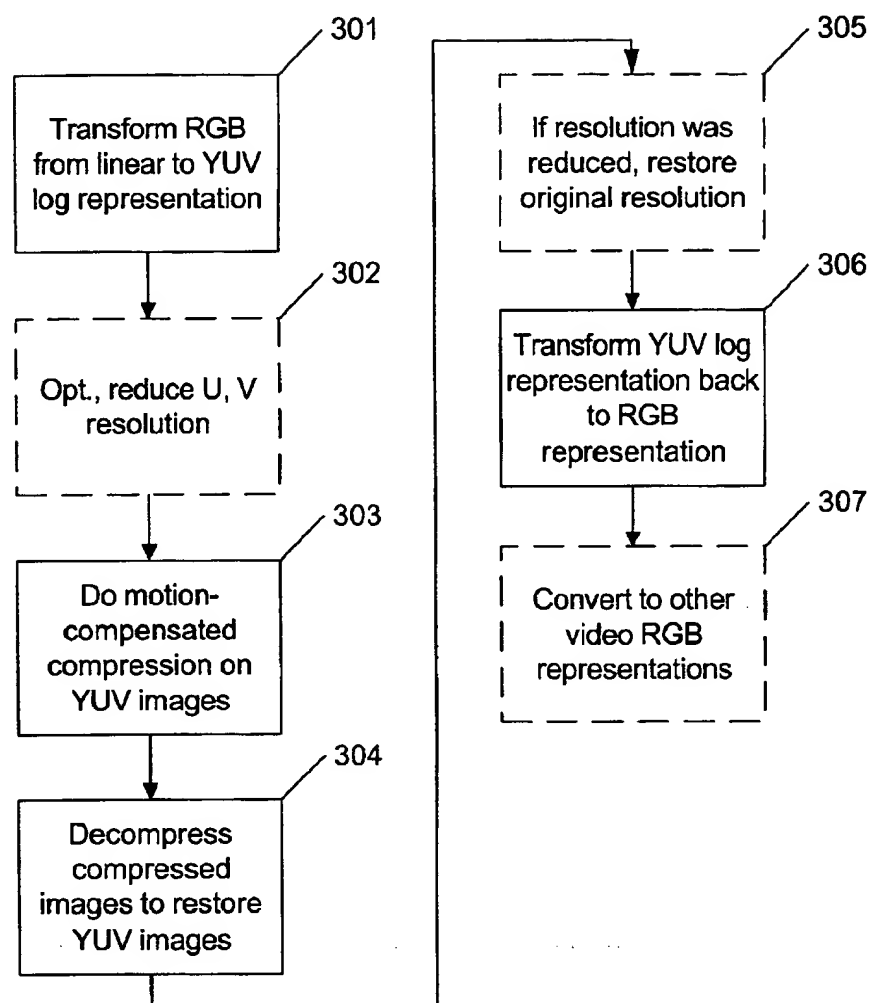 301
Transform RGB
from linear to YUV
log representation
302
Opt., reduce U, V
resolution
303
Do motion-
compensated
compression on
YUV images
304
Decompress
compressed
images to restore
YUV images
305
If resolution was
reduced, restore
original resolution
306
Transform YUV log
representation back
to RGB
representation
307
Convert to other
video RGB
representations